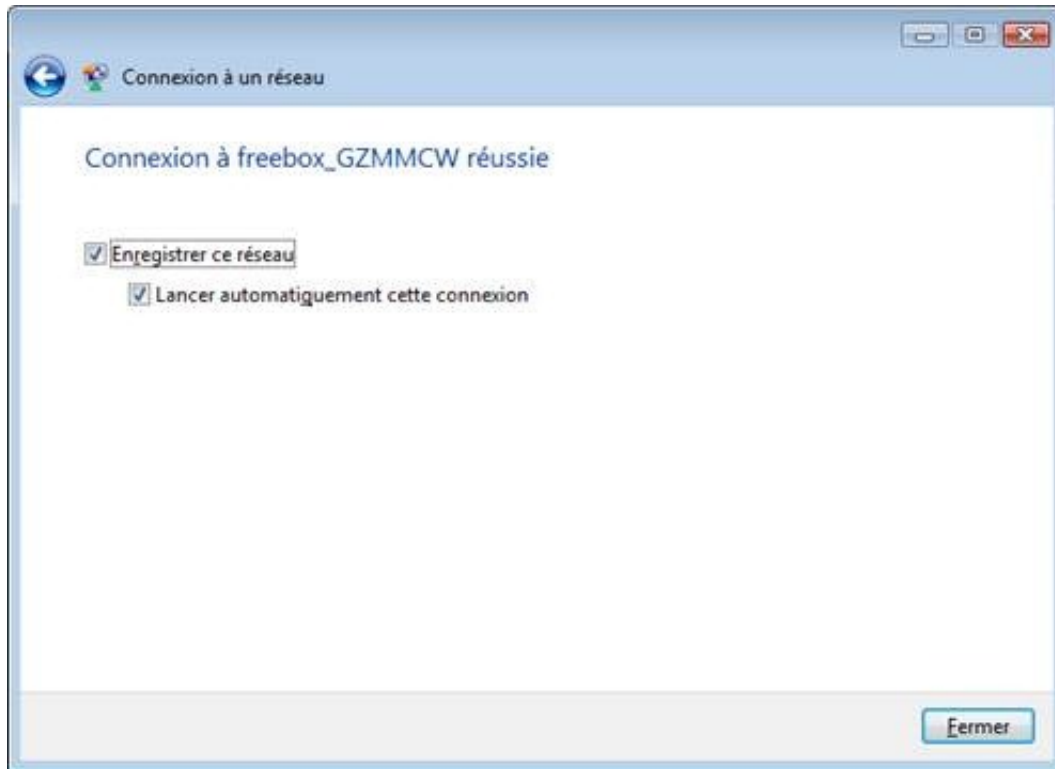 Connexion à un réseau
Connexion à freebox_GZMMCW réussie
Enregistrer ce réseau
Lancer automatiquement cette connexion
Fermer